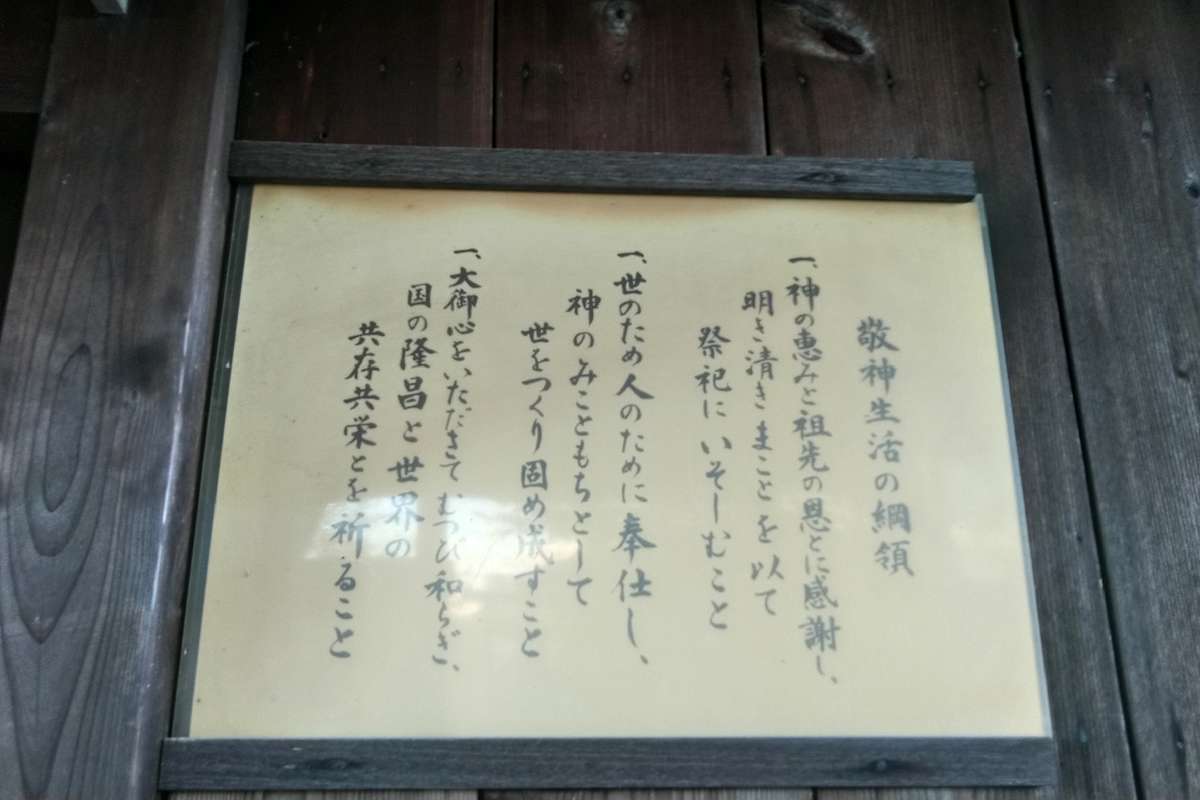 敬神生活の綱領
一、神の恵みと祖先の恩とに感謝し、
明き清きまことを以て
祭祀にいそしむこと
一、世のため人のために奉仕し、
神のみこともちとして
世をつくり固め成すこと
一、大御心をいただきてむつび和らぎ、
国の隆昌と世界の
共存共栄とを祈ること